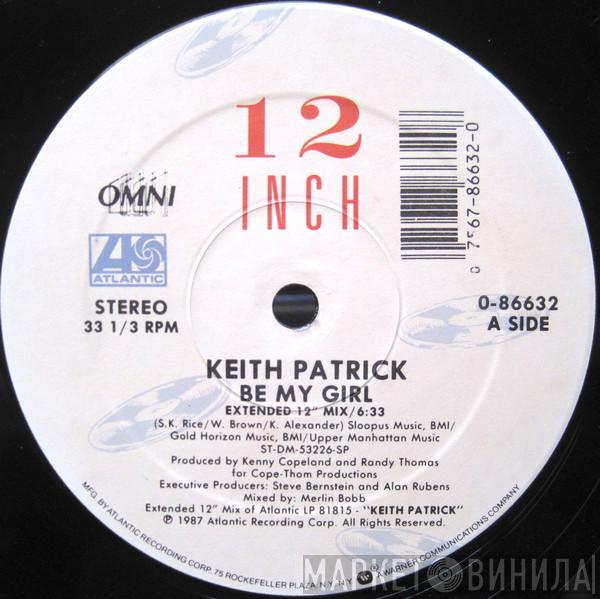 12
INCH
OMNI
ATLANTIC
STEREO
33 1/3 RPM
0 7567-86632-0
0-86632
A SIDE
KEITH PATRICK
BE MY GIRL
EXTENDED 12" MIX/6:33
(S.K. Rice/W. Brown/K. Alexander) Sloopus Music, BMI/
Gold Horizon Music, BMI/Upper Manhattan Music
ST-DM-53226-SP
Produced by Kenny Copeland and Randy Thomas
for Cope-Thom Productions
Executive Producers: Steve Bernstein and Alan Rubens
Mixed by: Merlin Bobb
Extended 12" Mix of Atlantic LP 81815 - "KEITH PATRICK"
℗ 1987 Atlantic Recording Corp. All Rights Reserved.
MFG. BY ATLANTIC RECORDING CORP. 75 ROCKEFELLER PLAZA N.Y. N.Y. ® A WARNER COMMUNICATIONS COMPANY
МАРКЕТ ВИНИЛА